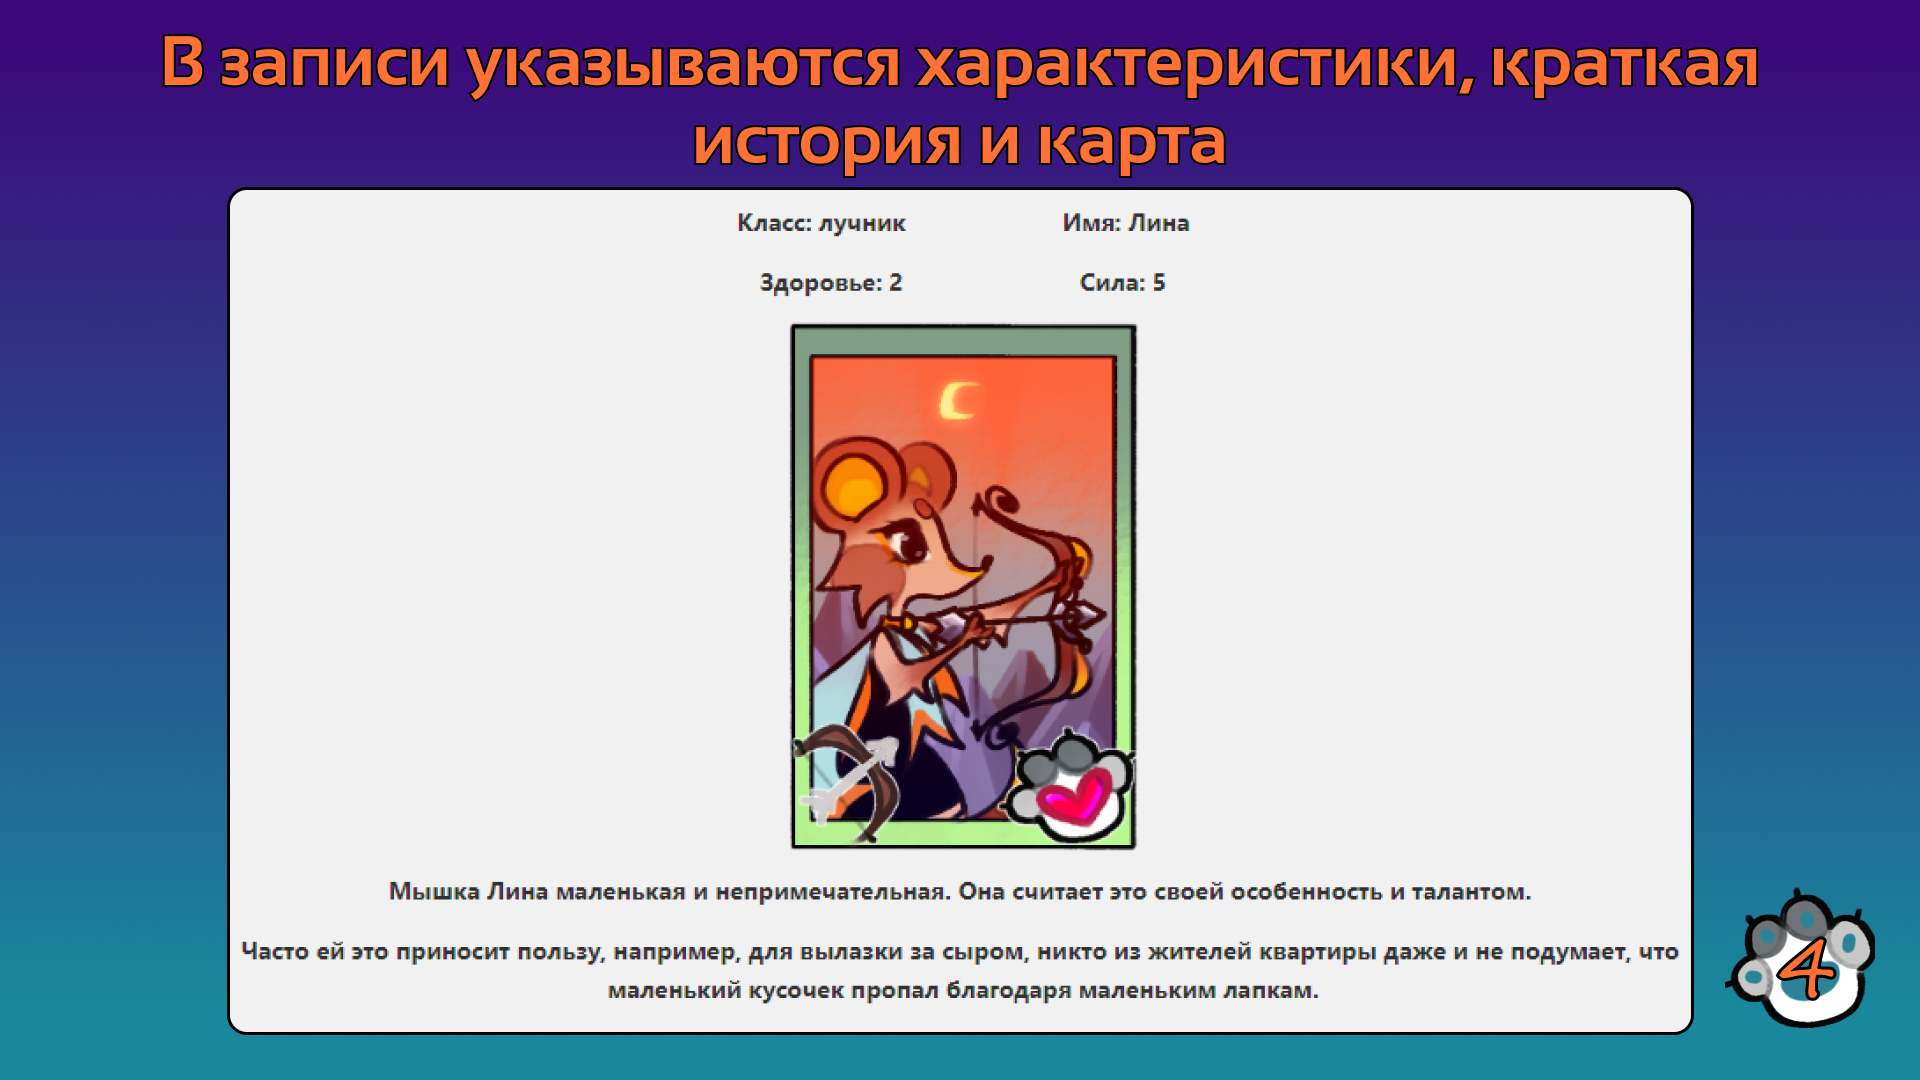 В записи указываются характеристики, краткая
история и карта
Класс: лучник Имя: Лина
Здоровье: 2 Сила: 5
Мышка Лина маленькая и непримечательная. Она считает это своей особенность и талантом.
Часто ей это приносит пользу, например, для вылазки за сыром, никто из жителей квартиры даже и не подумает, что
маленький кусочек пропал благодаря маленьким лапкам.
4